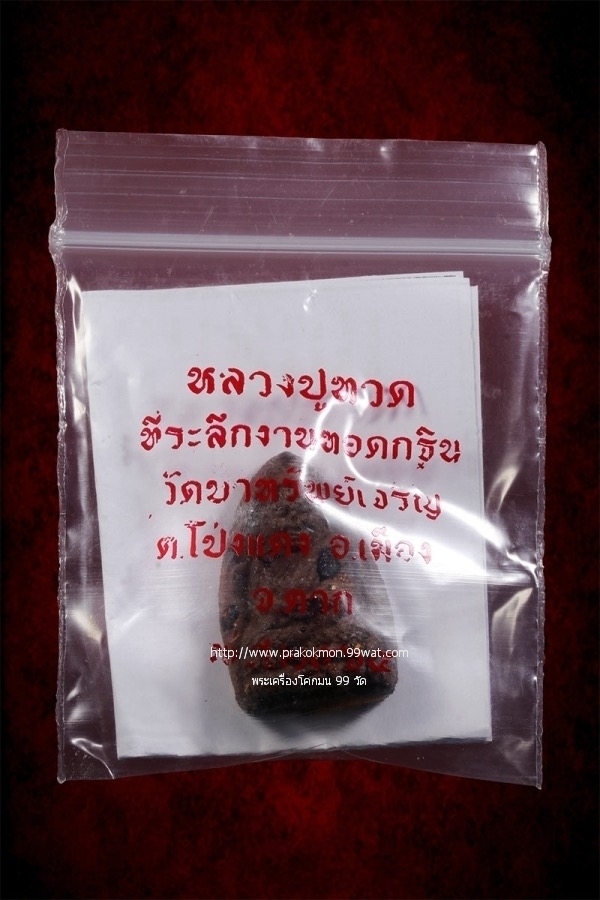 หลวงปู่ทวด
ที่ระลึกงานทอดกฐิน
วัดนาทรัพย์เจริญ
ต.โป่งแดง อ.เมือง
จ.ตาก
http://www.prakokmon.99wat.com/
พระเครื่องโคกมน 99 วัด